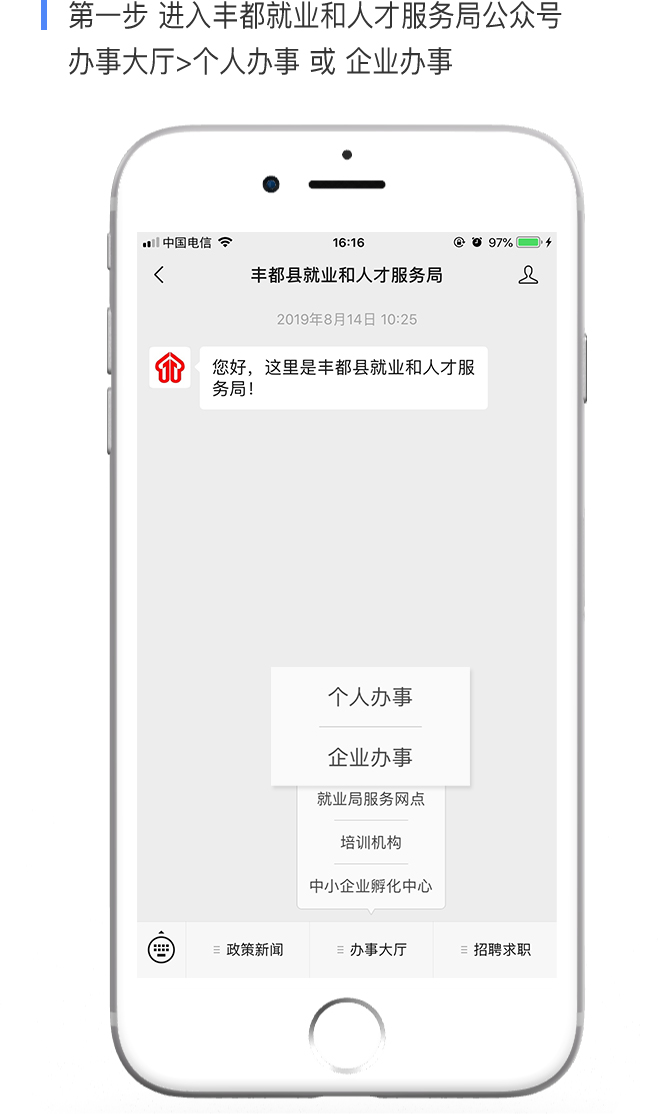 第一步 进入丰都就业和人才服务局公众号
办事大厅>个人办事 或 企业办事
中国电信 16:16 97%
丰都县就业和人才服务局
2019年8月14日 10:25
您好，这里是丰都县就业和人才服
务局！
个人办事
企业办事
就业局服务网点
培训机构
中小企业孵化中心
政策新闻 办事大厅 招聘求职